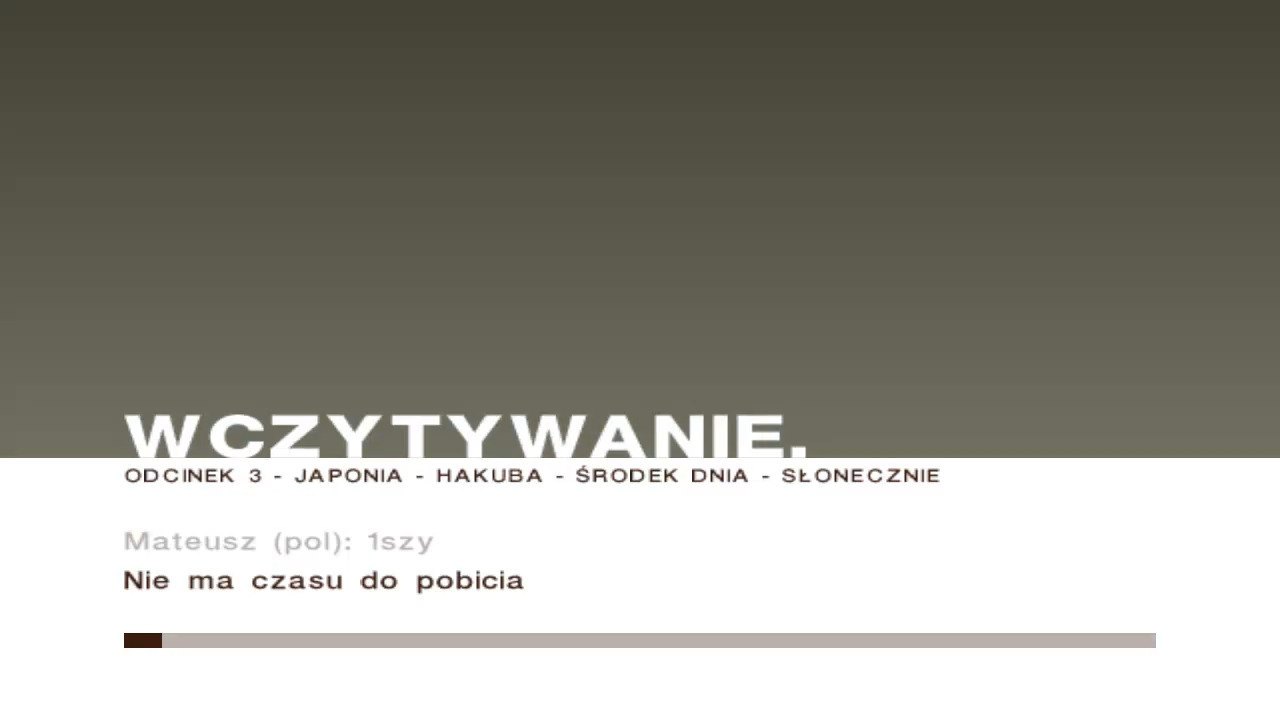 WCZYTYWANIE.
ODCINEK 3 - JAPONIA - HAKUBA - ŚRODEK DNIA - SŁONECZNIE
Mateusz (pol): 1szy
Nie ma czasu do pobicia